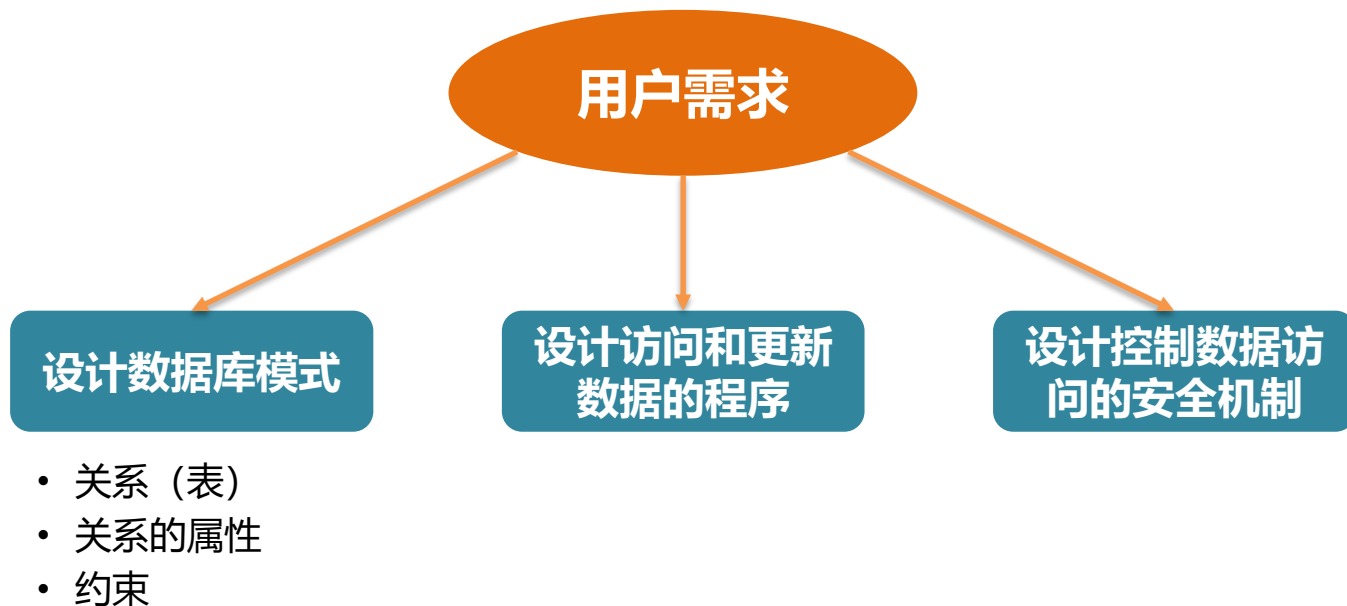 用户需求
设计数据库模式
设计访问和更新
数据的程序
设计控制数据访
问的安全机制
• 关系（表）
• 关系的属性
• 约束